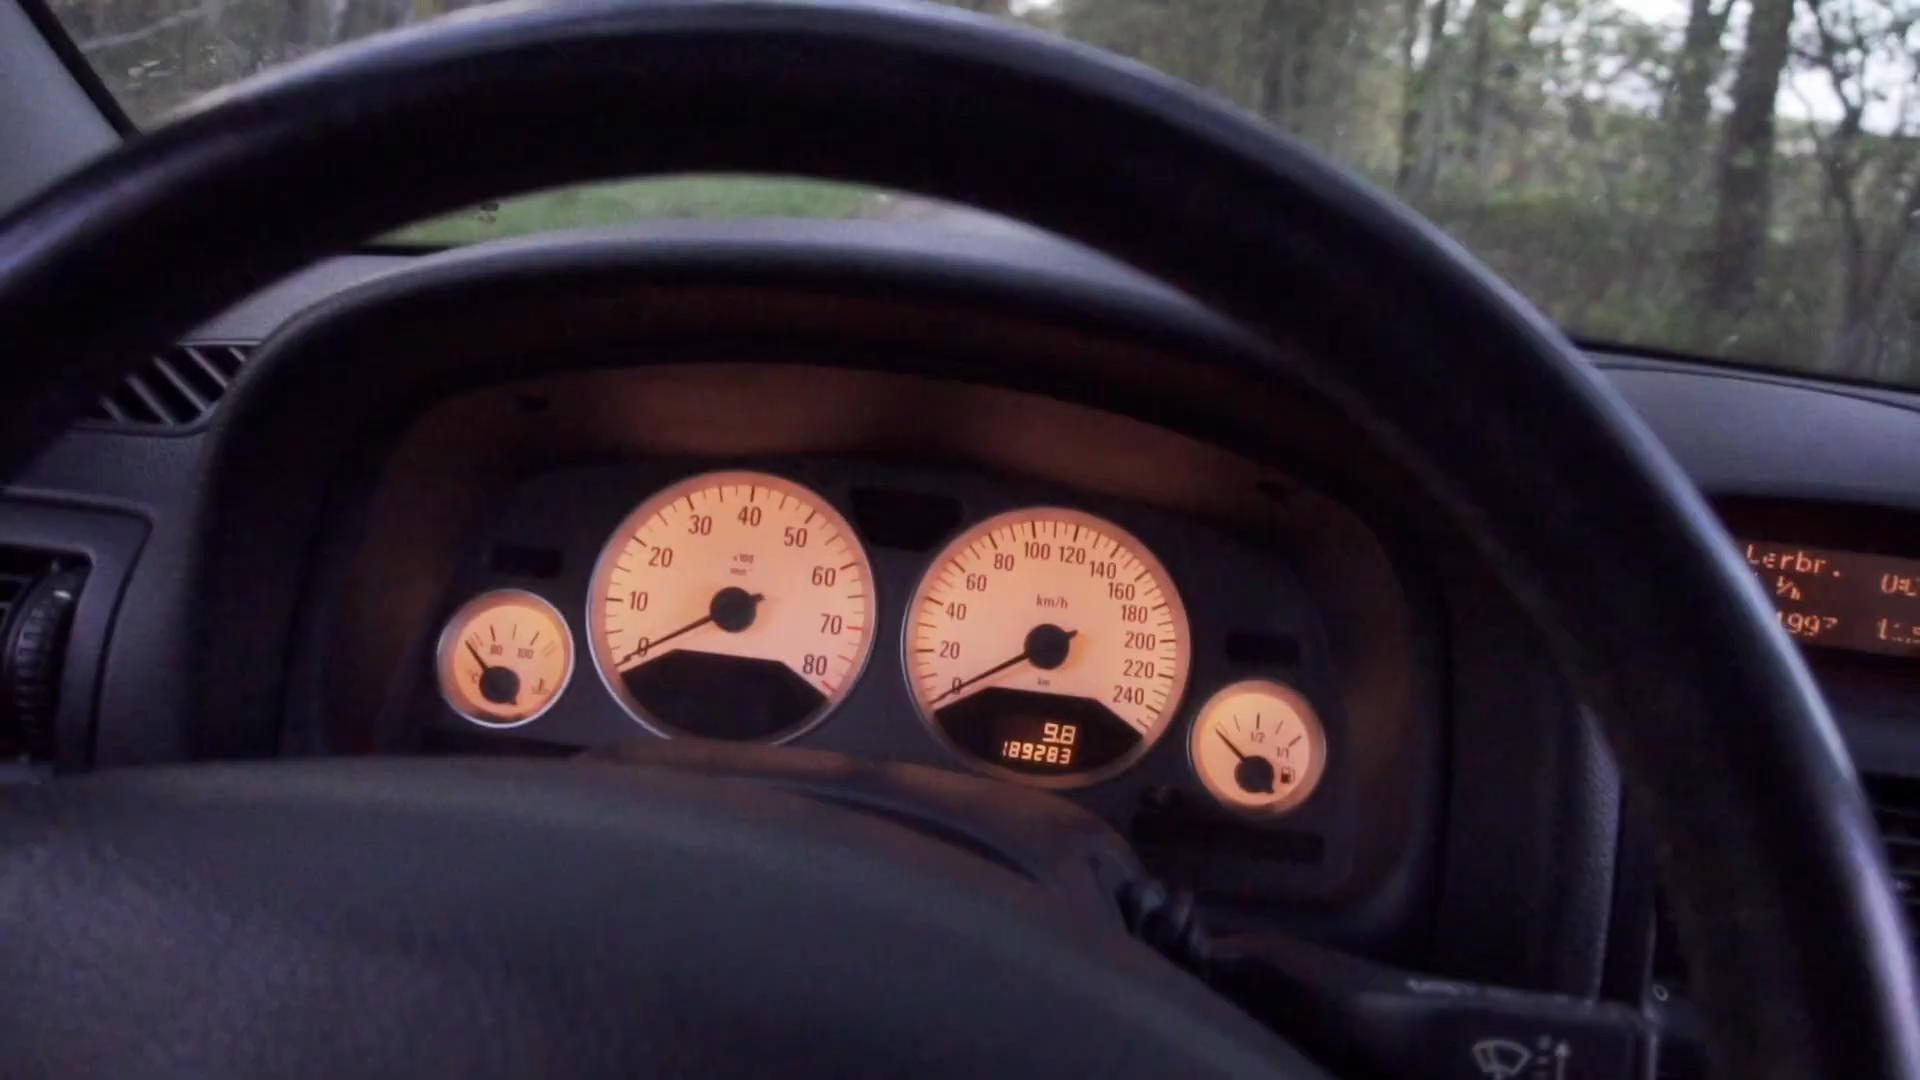 10 20 30 40 50 60 70 80
x100
0
20 40 60 80 100 120 140 160 180 200 220 240
km/h
0
km
9.8
189283
80 100
1/2 1/1
Verbr.
1997